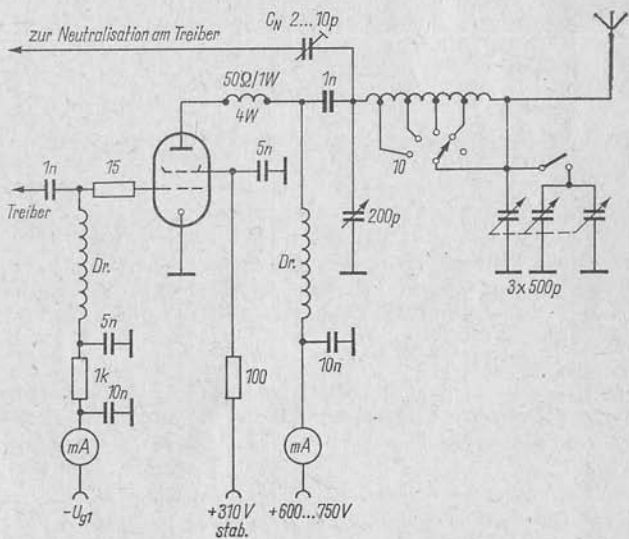 C_N 2...10p
zur Neutralisation am Treiber
50Ω/1W
4W
1n
5n
10
1n
15
Treiber
200p
Dr.
Dr.
3x500p
5n
10n
1k
100
10n
mA
mA
-U_g1
+310V
stab.
+600...750V